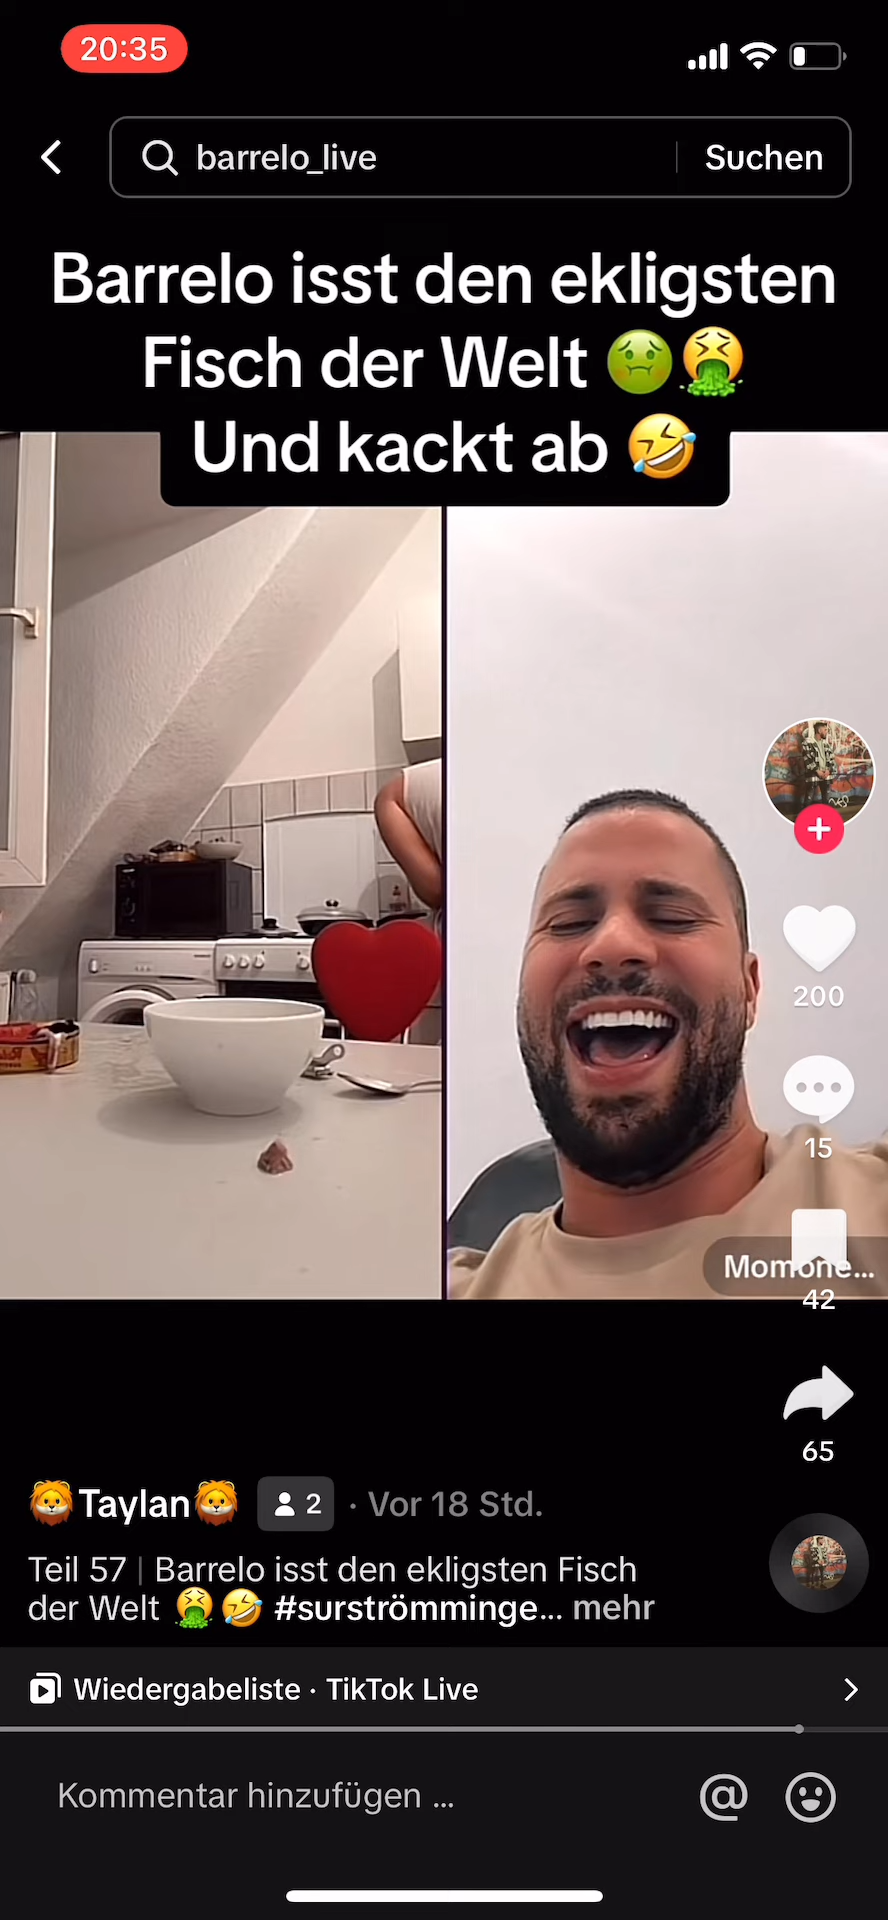 20:35
barrelo_live
Suchen
Barrelo isst den ekligsten
Fisch der Welt 🤢🤮
Und kackt ab 🤣
200
15
Momone...
42
65
🦁Taylan🦁 2 · Vor 18 Std.
Teil 57 | Barrelo isst den ekligsten Fisch
der Welt 🤮🤣 #surströmminge... mehr
Wiedergabeliste · TikTok Live
Kommentar hinzufügen ...